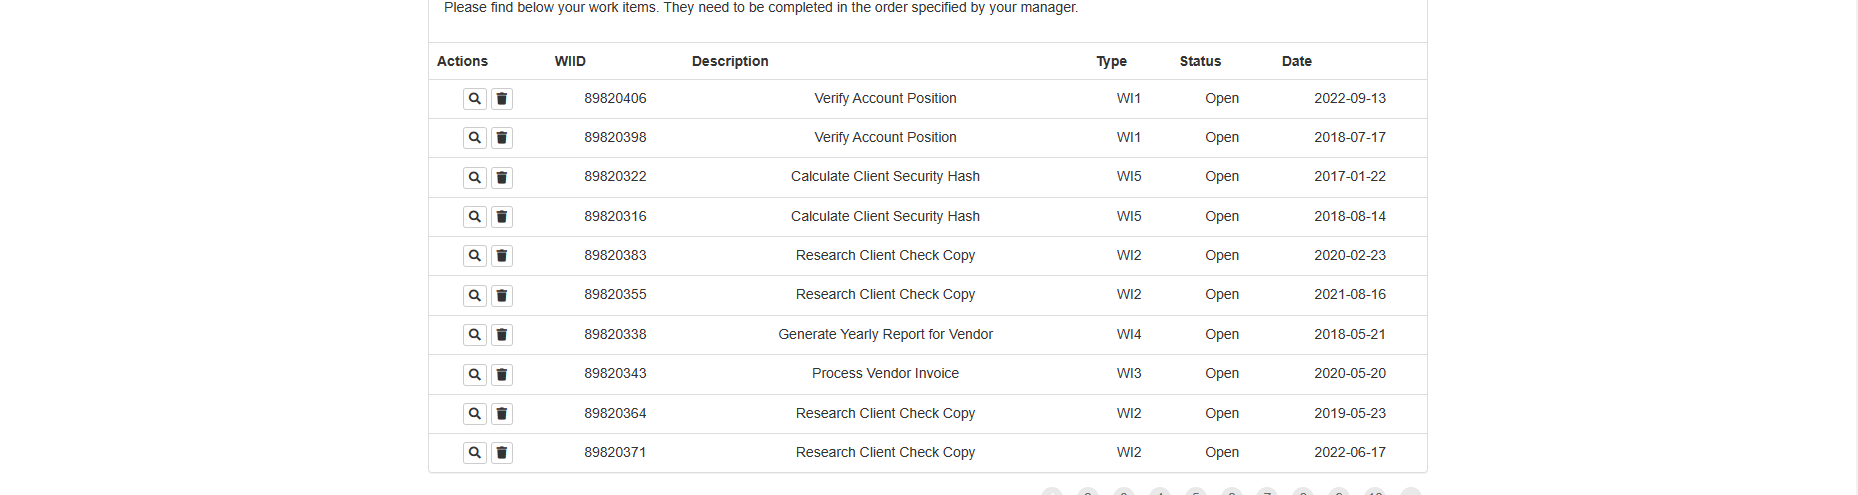 Please find below your work items. They need to be completed in the order specified by your manager.
Actions WIID Description Type Status Date
89820406 Verify Account Position WI1 Open 2022-09-13
89820398 Verify Account Position WI1 Open 2018-07-17
89820322 Calculate Client Security Hash WI5 Open 2017-01-22
89820316 Calculate Client Security Hash WI5 Open 2018-08-14
89820383 Research Client Check Copy WI2 Open 2020-02-23
89820355 Research Client Check Copy WI2 Open 2021-08-16
89820338 Generate Yearly Report for Vendor WI4 Open 2018-05-21
89820343 Process Vendor Invoice WI3 Open 2020-05-20
89820364 Research Client Check Copy WI2 Open 2019-05-23
89820371 Research Client Check Copy WI2 Open 2022-06-17